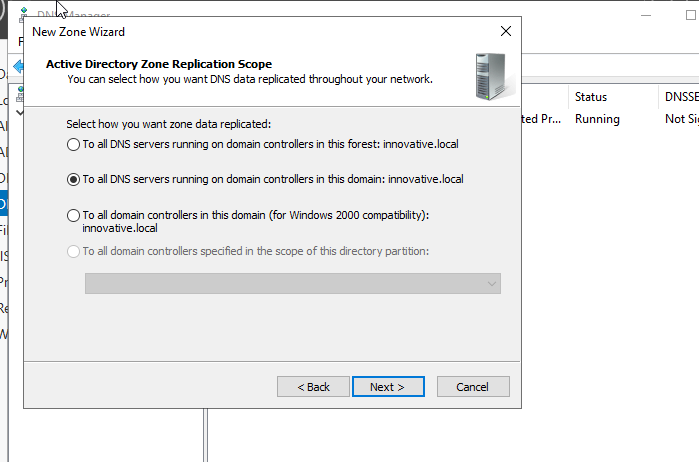 DNS Manager
New Zone Wizard
Active Directory Zone Replication Scope
You can select how you want DNS data replicated throughout your network.
Select how you want zone data replicated:
To all DNS servers running on domain controllers in this forest: innovative.local
To all DNS servers running on domain controllers in this domain: innovative.local
To all domain controllers in this domain (for Windows 2000 compatibility):
innovative.local
To all domain controllers specified in the scope of this directory partition:
< Back
Next >
Cancel
Status
DNSSE
ted Pr...
Running
Not Sig